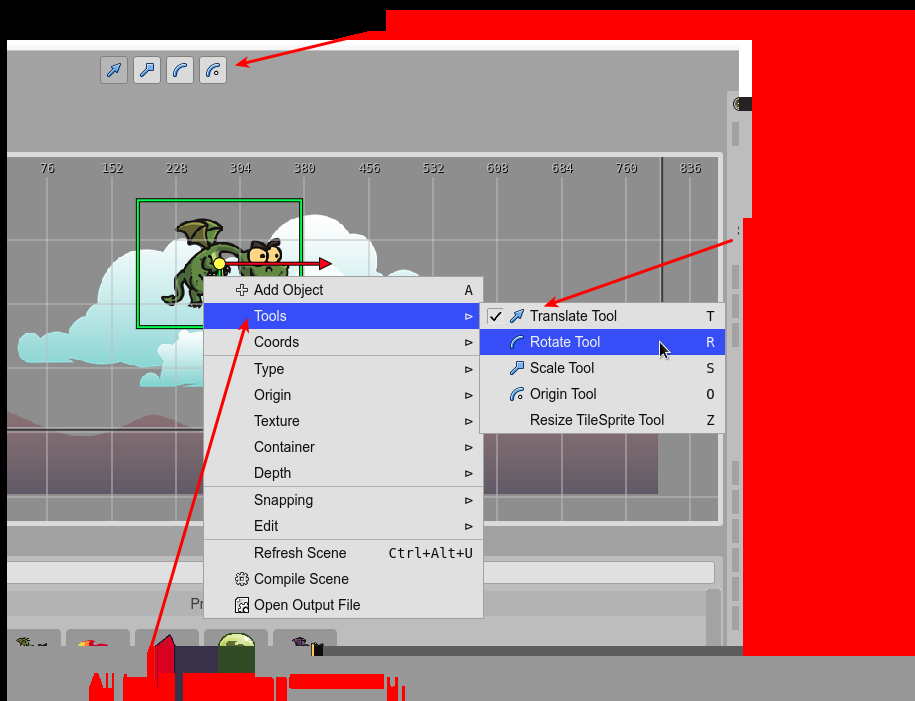 76 152 228 304 380 456 532 608 684 760 836
Add Object A
Tools
Translate Tool T
Coords
Rotate Tool R
Type
Scale Tool S
Origin
Origin Tool O
Texture
Resize TileSprite Tool Z
Container
Depth
Snapping
Edit
Refresh Scene Ctrl+Alt+U
Compile Scene
Open Output File